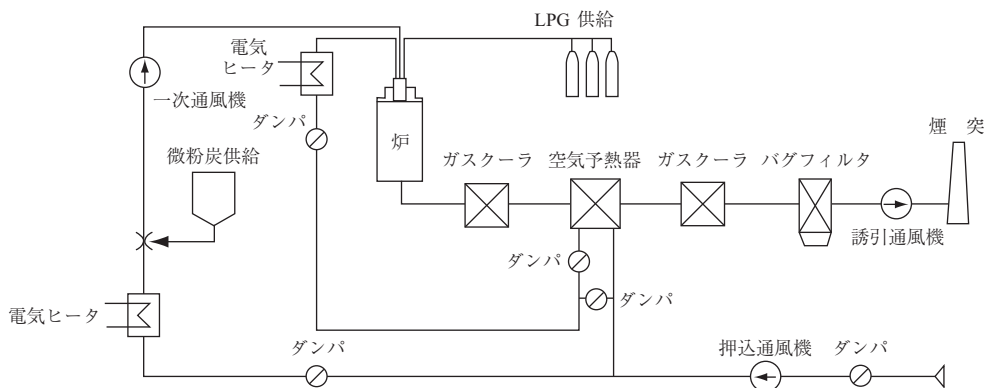 LPG 供給
電気
ヒータ
一次通風機
ダンパ
煙 突
炉
微粉炭供給
ガスクーラ
空気予熱器
ガスクーラ
バグフィルタ
誘引通風機
ダンパ
ダンパ
電気ヒータ
ダンパ
押込通風機
ダンパ